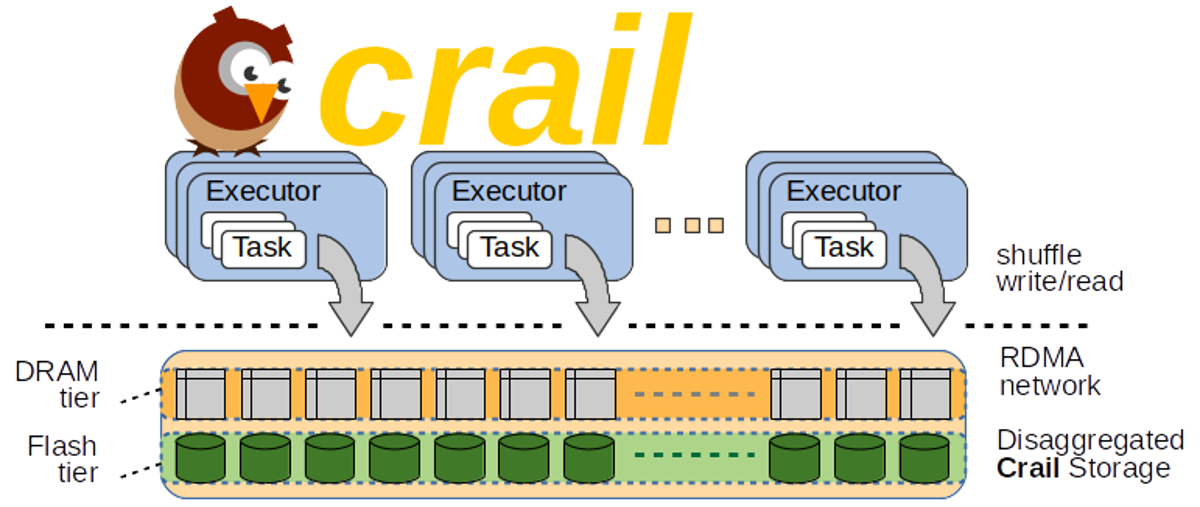 crail
Executor
Executor
Executor
Task
Task
Task
shuffle
write/read
DRAM
tier
RDMA
network
Flash
tier
Disaggregated
Crail Storage